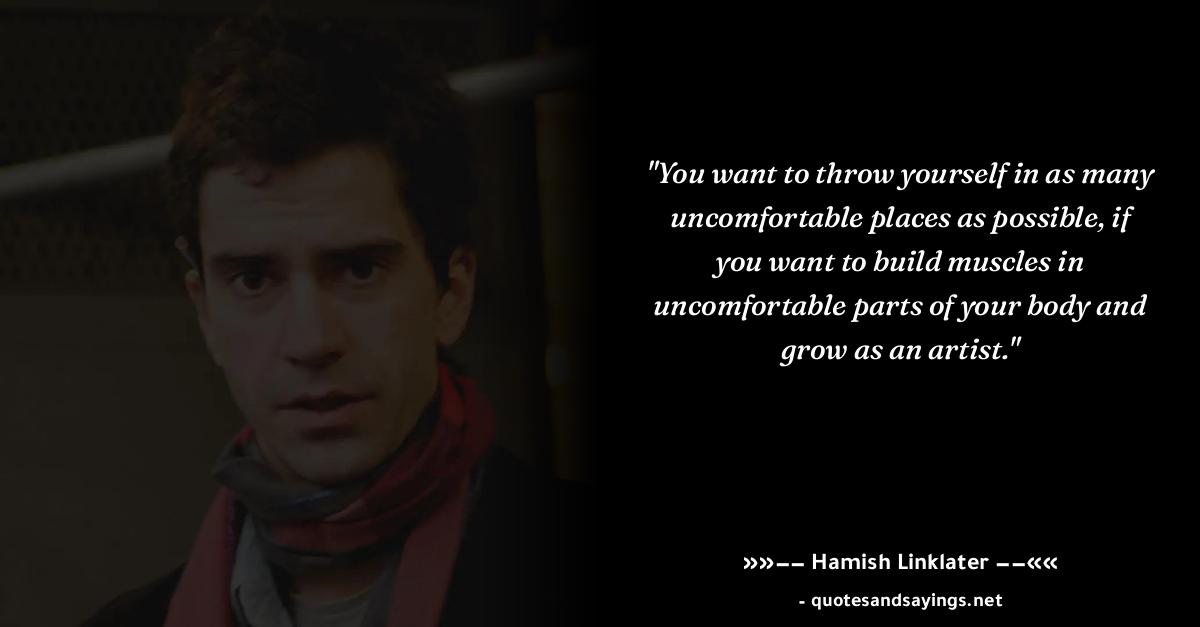 "You want to throw yourself in as many
uncomfortable places as possible, if
you want to build muscles in
uncomfortable parts of your body and
grow as an artist."
»»–– Hamish Linklater ––««
- quotesandsayings.net